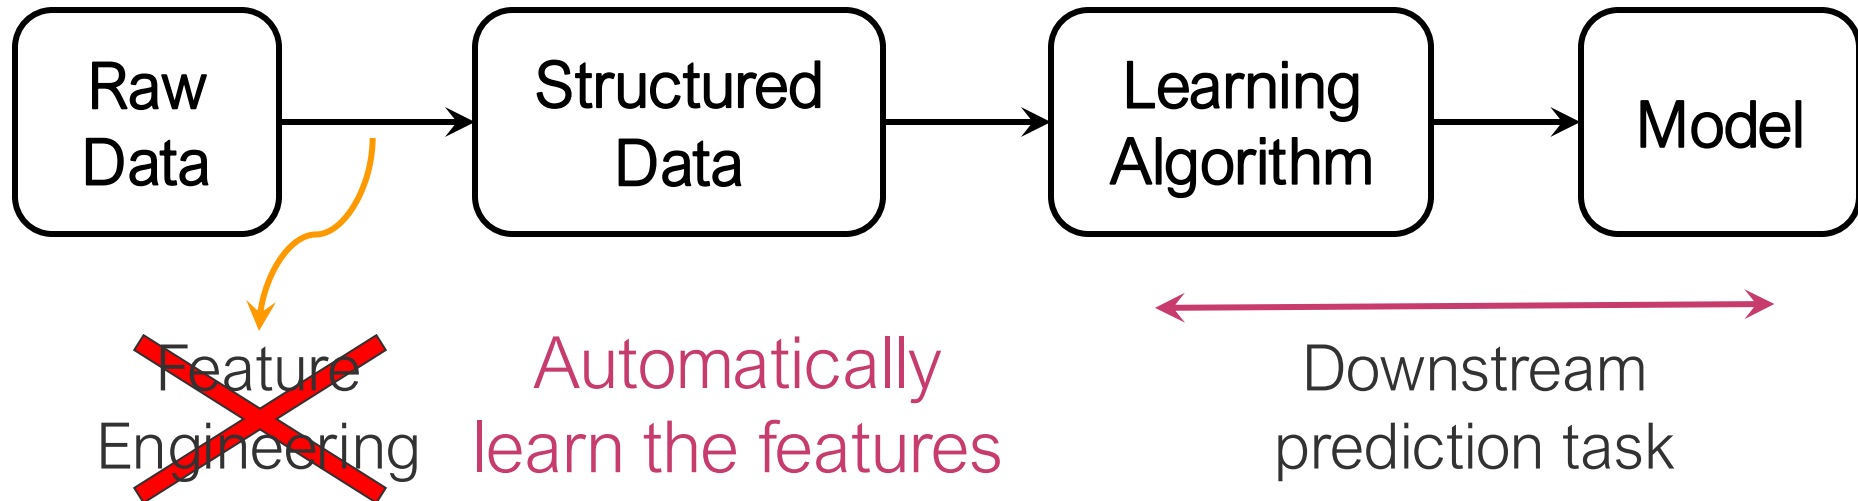 Raw
Data
Structured
Data
Learning
Algorithm
Model
Feature
Engineering
Automatically
learn the features
Downstream
prediction task